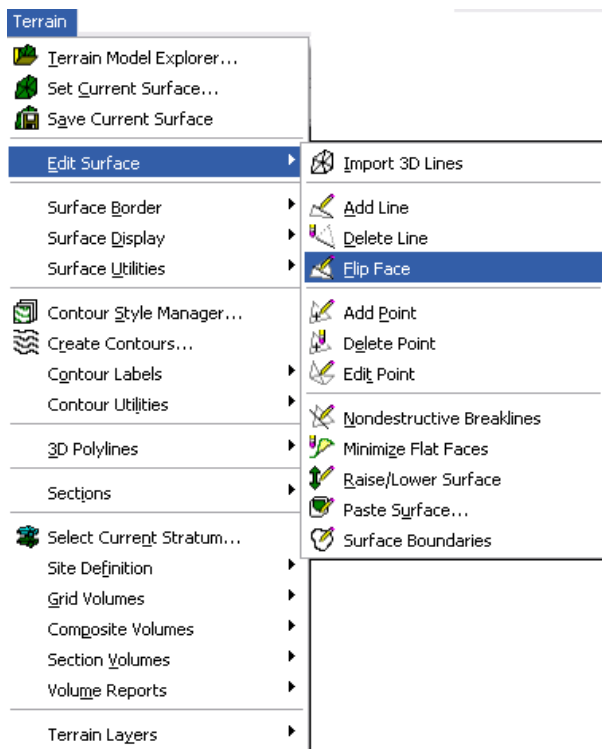 Terrain
Terrain Model Explorer...
Set Current Surface...
Save Current Surface
Edit Surface
Surface Border
Surface Display
Surface Utilities
Contour Style Manager...
Create Contours...
Contour Labels
Contour Utilities
3D Polylines
Sections
Select Current Stratum...
Site Definition
Grid Volumes
Composite Volumes
Section Volumes
Volume Reports
Terrain Layers
Import 3D Lines
Add Line
Delete Line
Flip Face
Add Point
Delete Point
Edit Point
Nondestructive Breaklines
Minimize Flat Faces
Raise/Lower Surface
Paste Surface...
Surface Boundaries